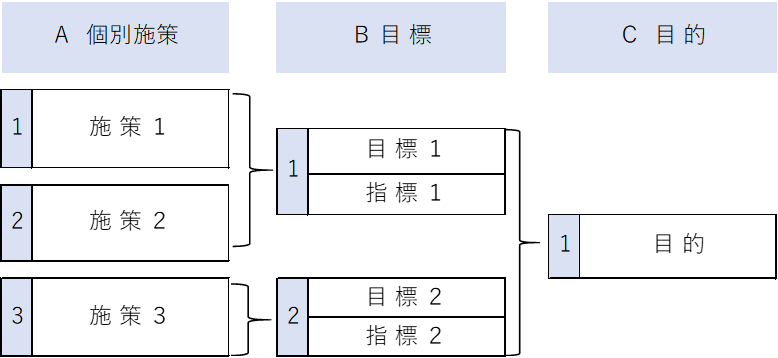 A 個別施策
B 目標
C 目的
1 施策1
2 施策2
3 施策3
1 目標1
指標1
2 目標2
指標2
1 目的